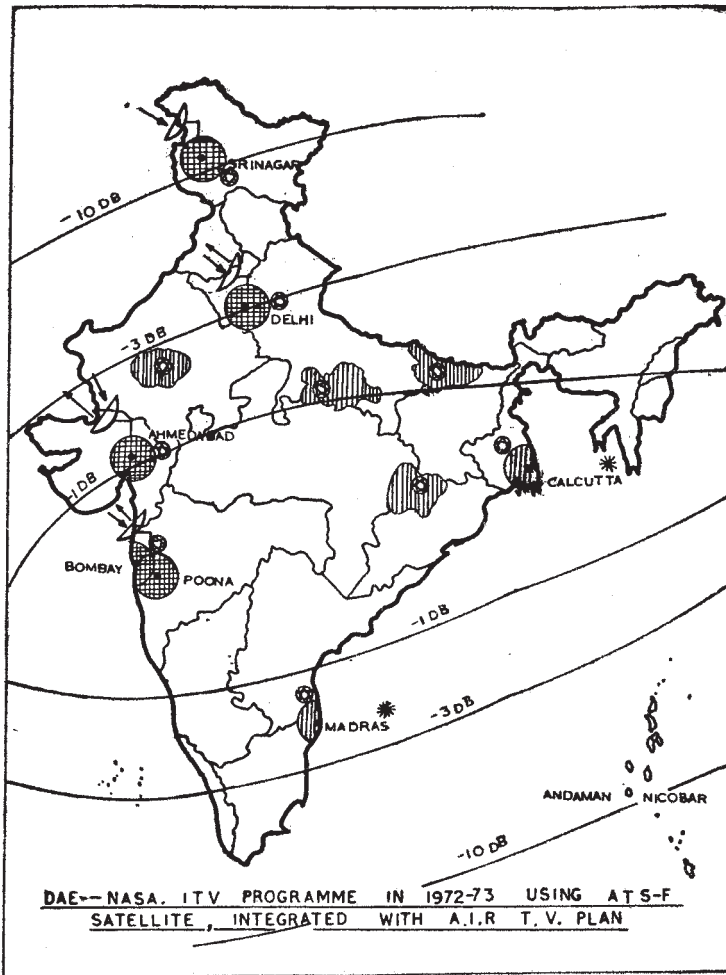 -10 DB
SRINAGAR
-3 DB
DELHI
-1 DB
AHMEDABAD
CALCUTTA
BOMBAY
POONA
-1 DB
MADRAS
-3 DB
ANDAMAN NICOBAR
-10 DB
DAE--NASA. ITV PROGRAMME IN 1972-73 USING ATS-F
SATELLITE, INTEGRATED WITH A.I.R T.V. PLAN